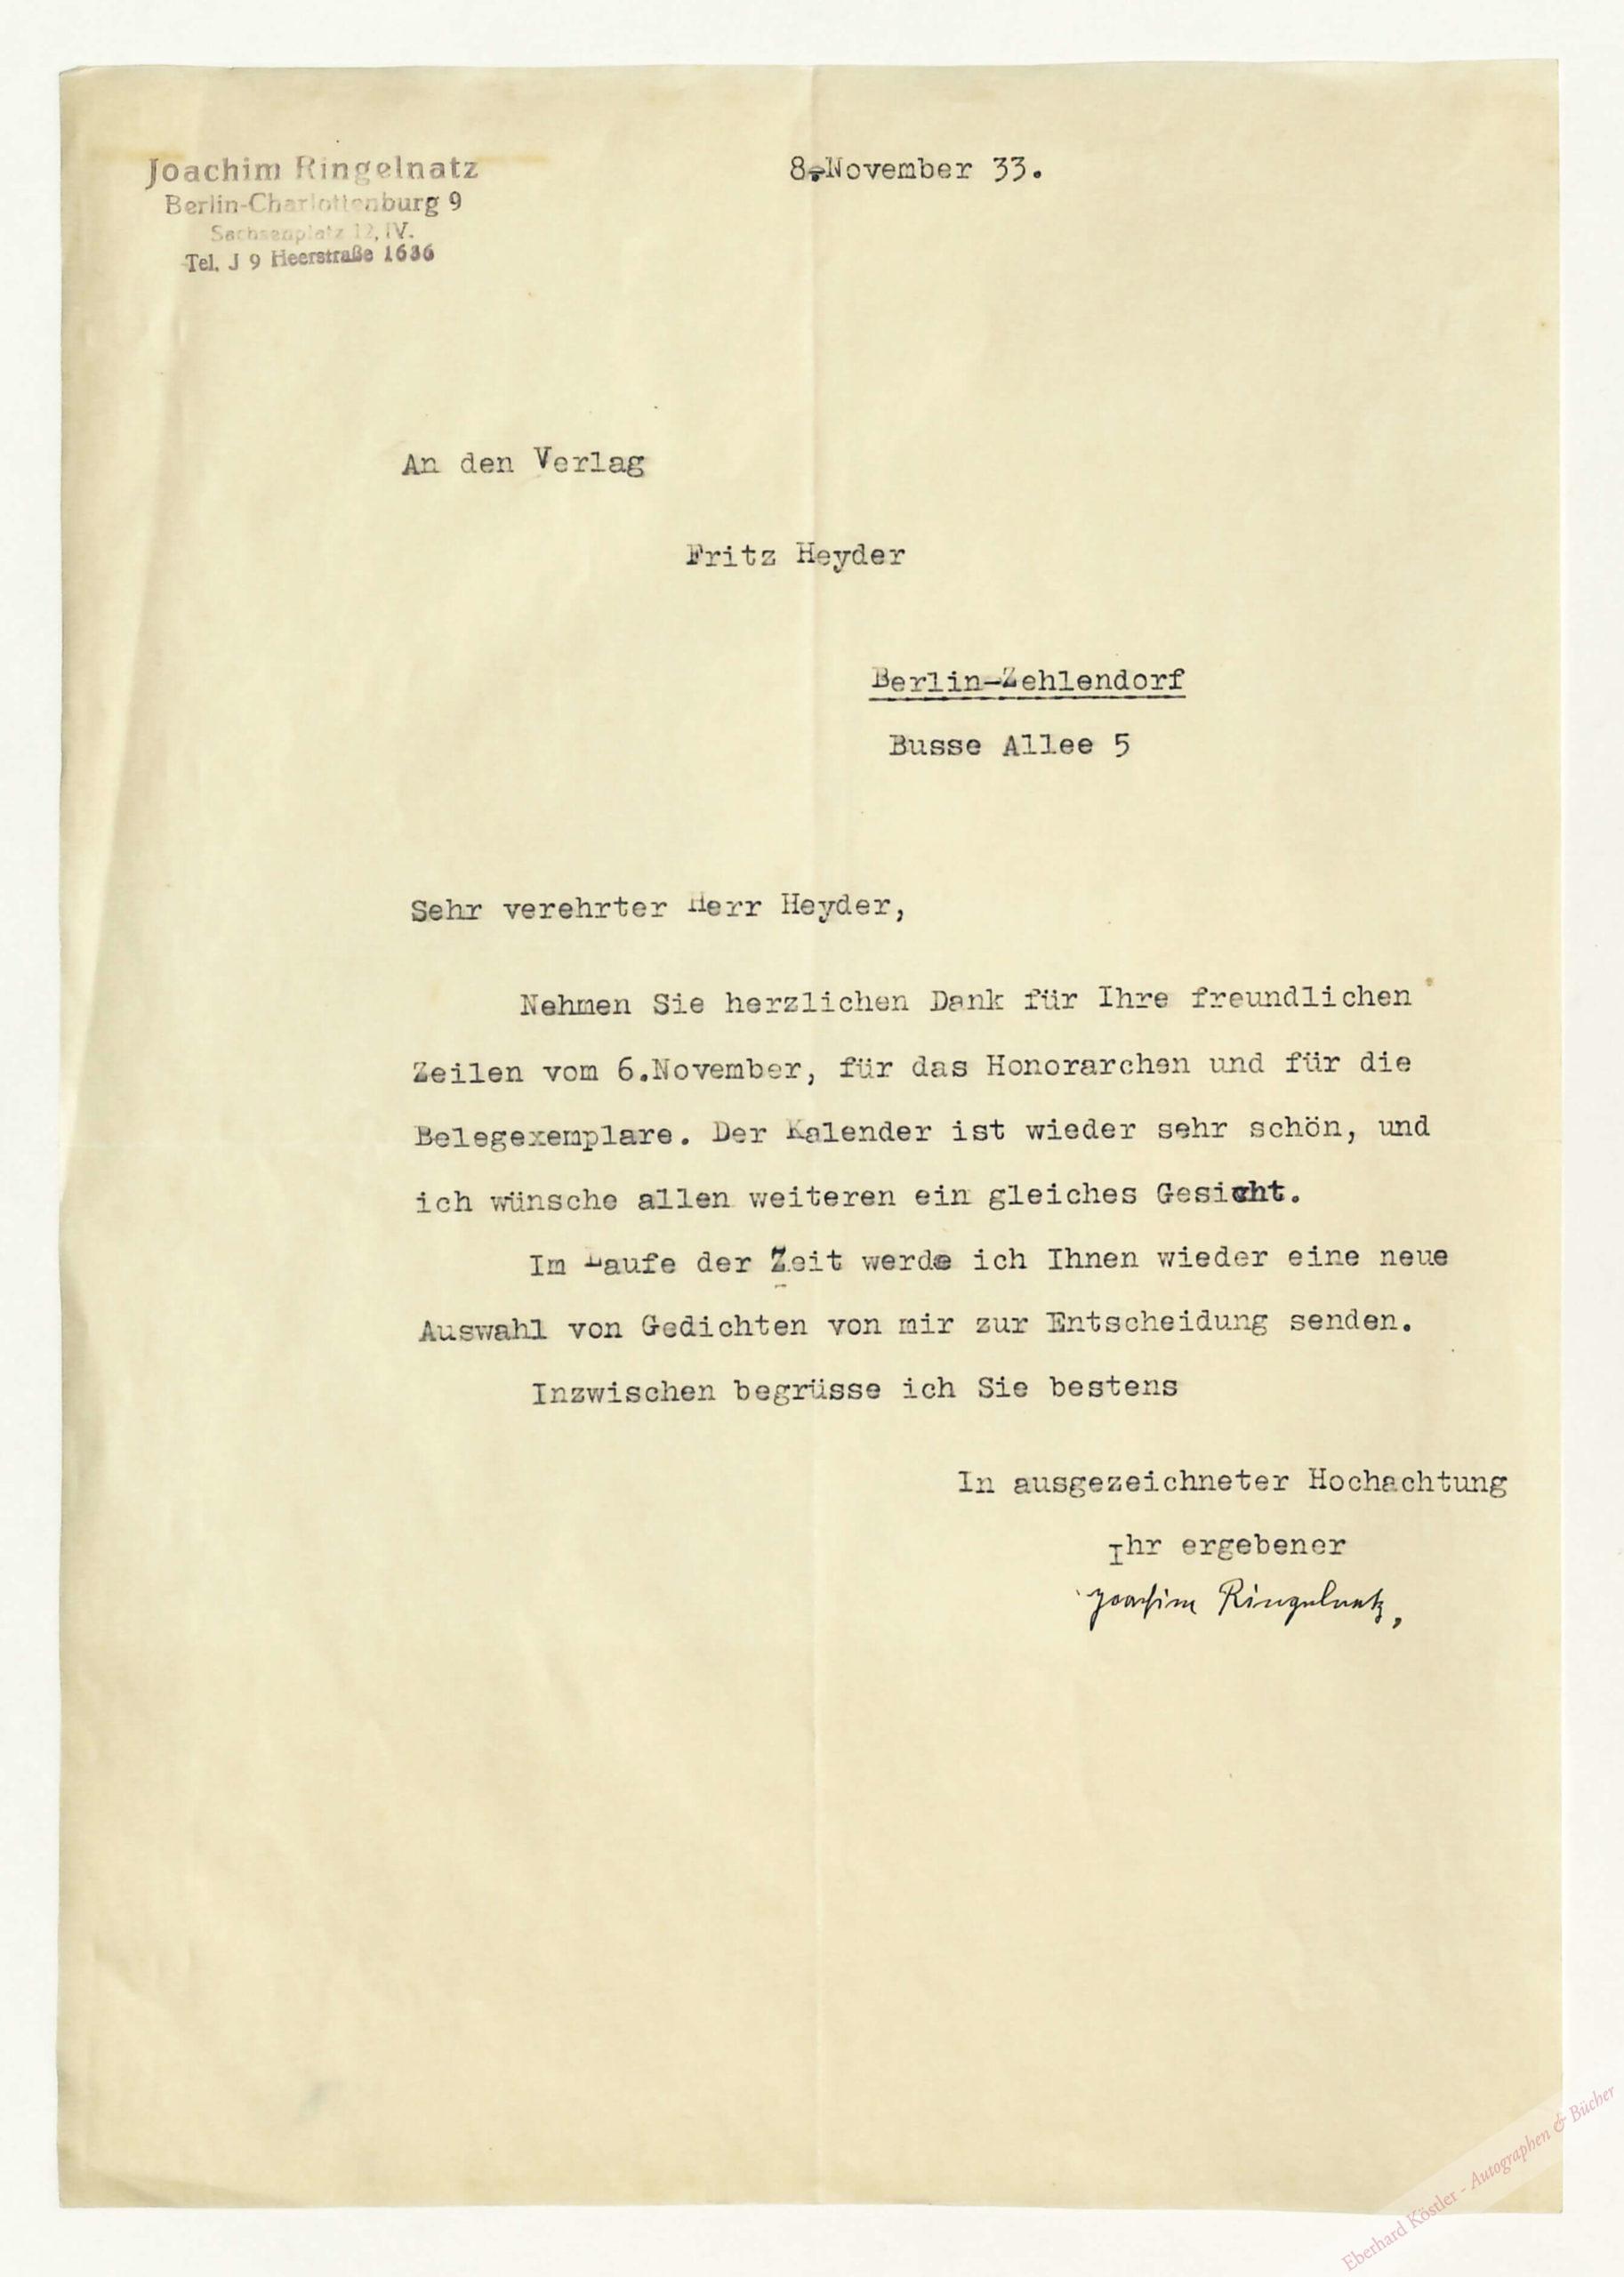 Joachim Ringelnatz
Berlin-Charlottenburg 9
Sachsenplatz 12, IV.
Tel. J 9 Heerstraße 1636
8.November 33.
An den Verlag
Fritz Heyder
Berlin-Zehlendorf
Busse Allee 5
Sehr verehrter Herr Heyder,
Nehmen Sie herzlichen Dank für Ihre freundlichen
Zeilen vom 6.November, für das Honorarchen und für die
Belegexemplare. Der Kalender ist wieder sehr schön, und
ich wünsche allen weiteren ein gleiches Gesicht.
Im Laufe der Zeit werde ich Ihnen wieder eine neue
Auswahl von Gedichten von mir zur Entscheidung senden.
Inzwischen begrüsse ich Sie bestens
In ausgezeichneter Hochachtung
Ihr ergebener
Joachim Ringelnatz,
Eberhard Köstler - Autographen & Bücher